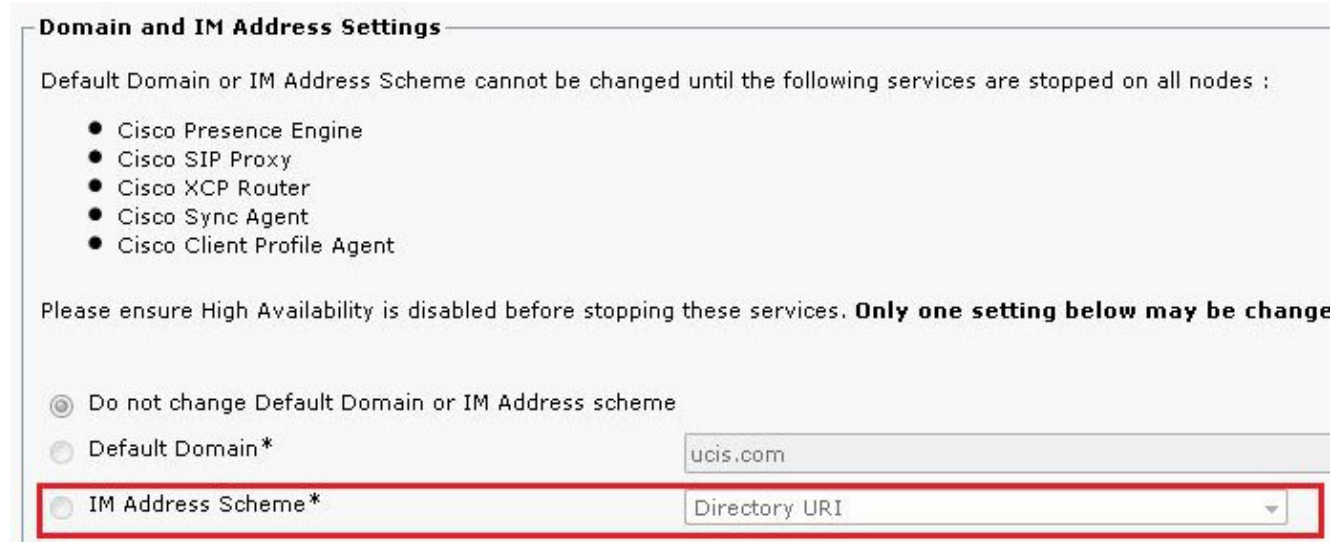 Domain and IM Address Settings
Default Domain or IM Address Scheme cannot be changed until the following services are stopped on all nodes :
● Cisco Presence Engine
● Cisco SIP Proxy
● Cisco XCP Router
● Cisco Sync Agent
● Cisco Client Profile Agent
Please ensure High Availability is disabled before stopping these services. Only one setting below may be change
Do not change Default Domain or IM Address scheme
Default Domain* ucis.com
IM Address Scheme* Directory URI